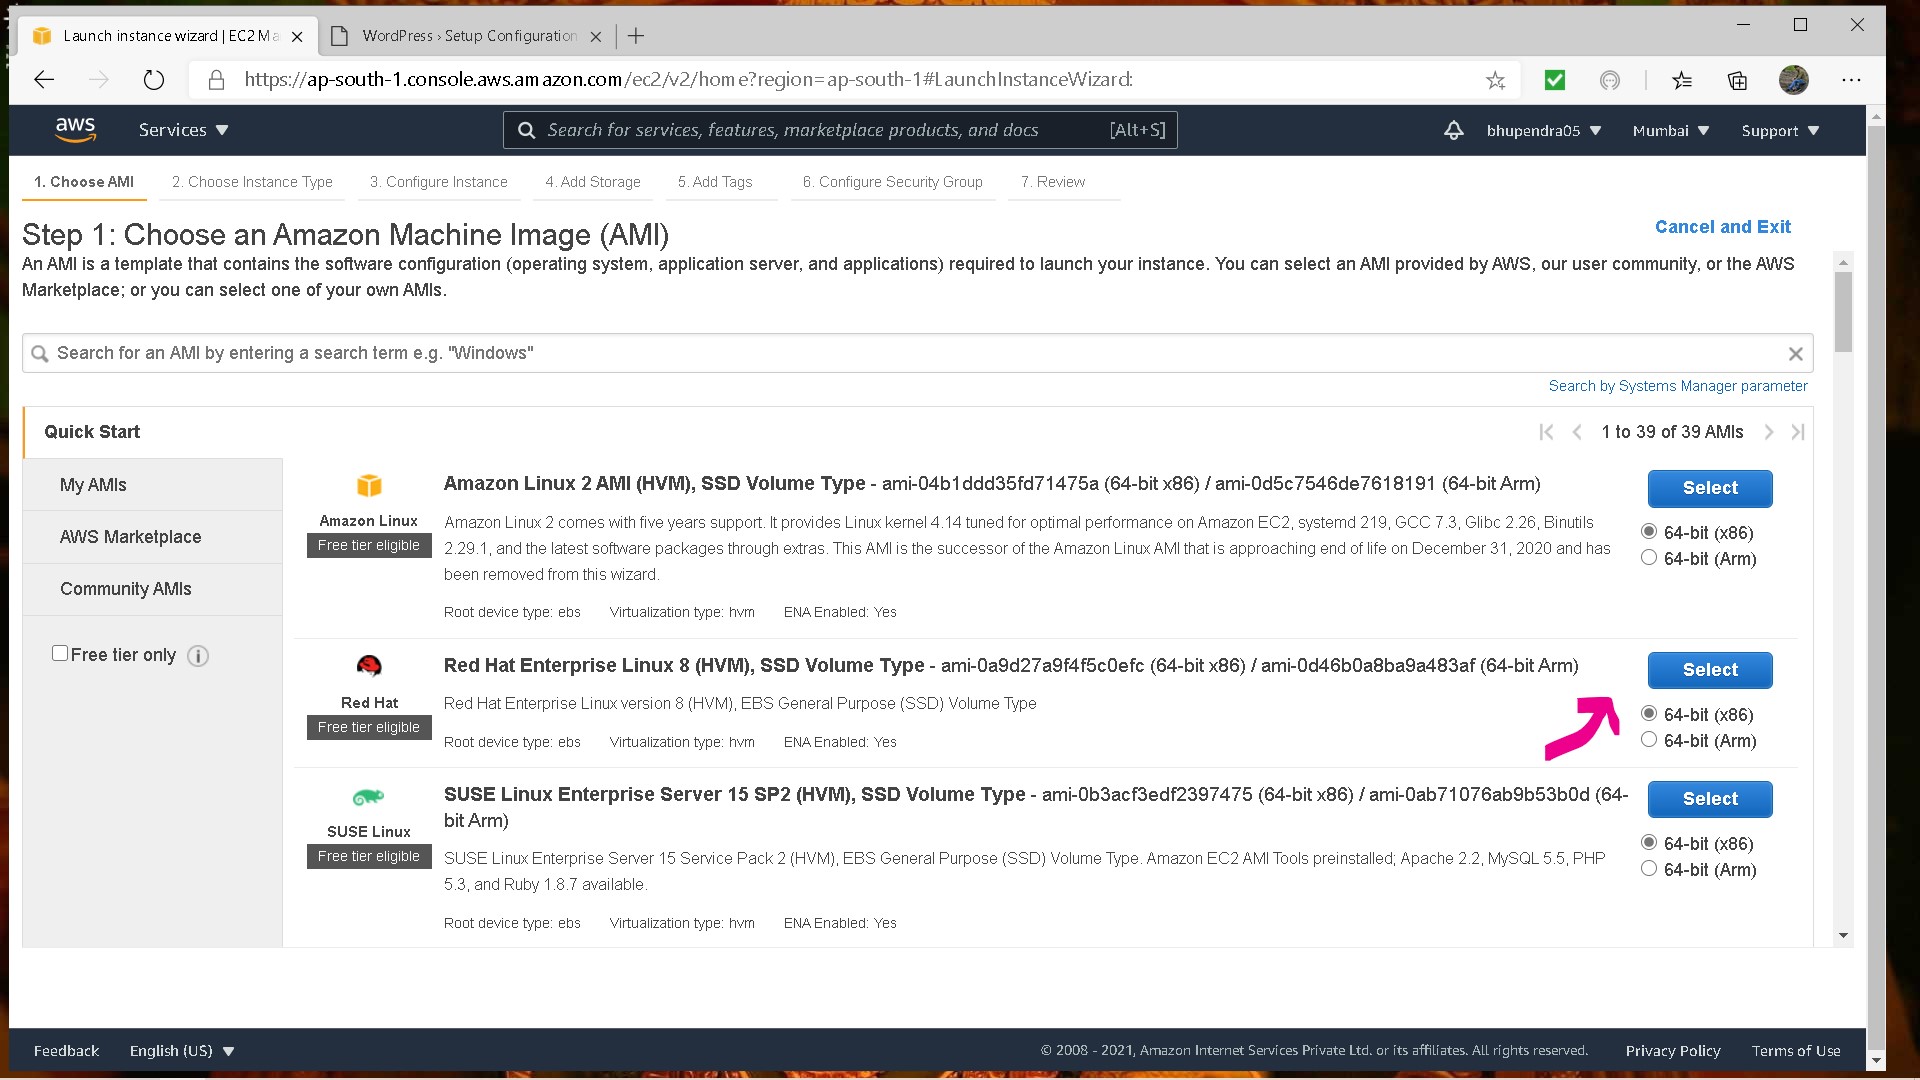 Launch instance wizard | EC2 Ma
WordPress › Setup Configuration
https://ap-south-1.console.aws.amazon.com/ec2/v2/home?region=ap-south-1#LaunchInstanceWizard:
aws
Services
Search for services, features, marketplace products, and docs
[Alt+S]
bhupendra05
Mumbai
Support
1. Choose AMI
2. Choose Instance Type
3. Configure Instance
4. Add Storage
5. Add Tags
6. Configure Security Group
7. Review
Step 1: Choose an Amazon Machine Image (AMI)
Cancel and Exit
An AMI is a template that contains the software configuration (operating system, application server, and applications) required to launch your instance. You can select an AMI provided by AWS, our user community, or the AWS
Marketplace; or you can select one of your own AMIs.
Search for an AMI by entering a search term e.g. "Windows"
Search by Systems Manager parameter
Quick Start
1 to 39 of 39 AMIs
My AMIs
AWS Marketplace
Community AMIs
Free tier only
Amazon Linux
Free tier eligible
Amazon Linux 2 AMI (HVM), SSD Volume Type - ami-04b1ddd35fd71475a (64-bit x86) / ami-0d5c7546de7618191 (64-bit Arm)
Amazon Linux 2 comes with five years support. It provides Linux kernel 4.14 tuned for optimal performance on Amazon EC2, systemd 219, GCC 7.3, Glibc 2.26, Binutils
2.29.1, and the latest software packages through extras. This AMI is the successor of the Amazon Linux AMI that is approaching end of life on December 31, 2020 and has
been removed from this wizard.
Root device type: ebs
Virtualization type: hvm
ENA Enabled: Yes
Select
64-bit (x86)
64-bit (Arm)
Red Hat
Free tier eligible
Red Hat Enterprise Linux 8 (HVM), SSD Volume Type - ami-0a9d27a9f4f5c0efc (64-bit x86) / ami-0d46b0a8ba9a483af (64-bit Arm)
Red Hat Enterprise Linux version 8 (HVM), EBS General Purpose (SSD) Volume Type
Root device type: ebs
Virtualization type: hvm
ENA Enabled: Yes
Select
64-bit (x86)
64-bit (Arm)
SUSE Linux
Free tier eligible
SUSE Linux Enterprise Server 15 SP2 (HVM), SSD Volume Type - ami-0b3acf3edf2397475 (64-bit x86) / ami-0ab71076ab9b53b0d (64-
bit Arm)
SUSE Linux Enterprise Server 15 Service Pack 2 (HVM), EBS General Purpose (SSD) Volume Type. Amazon EC2 AMI Tools preinstalled; Apache 2.2, MySQL 5.5, PHP
5.3, and Ruby 1.8.7 available.
Root device type: ebs
Virtualization type: hvm
ENA Enabled: Yes
Select
64-bit (x86)
64-bit (Arm)
Feedback
English (US)
© 2008 - 2021, Amazon Internet Services Private Ltd. or its affiliates. All rights reserved.
Privacy Policy
Terms of Use